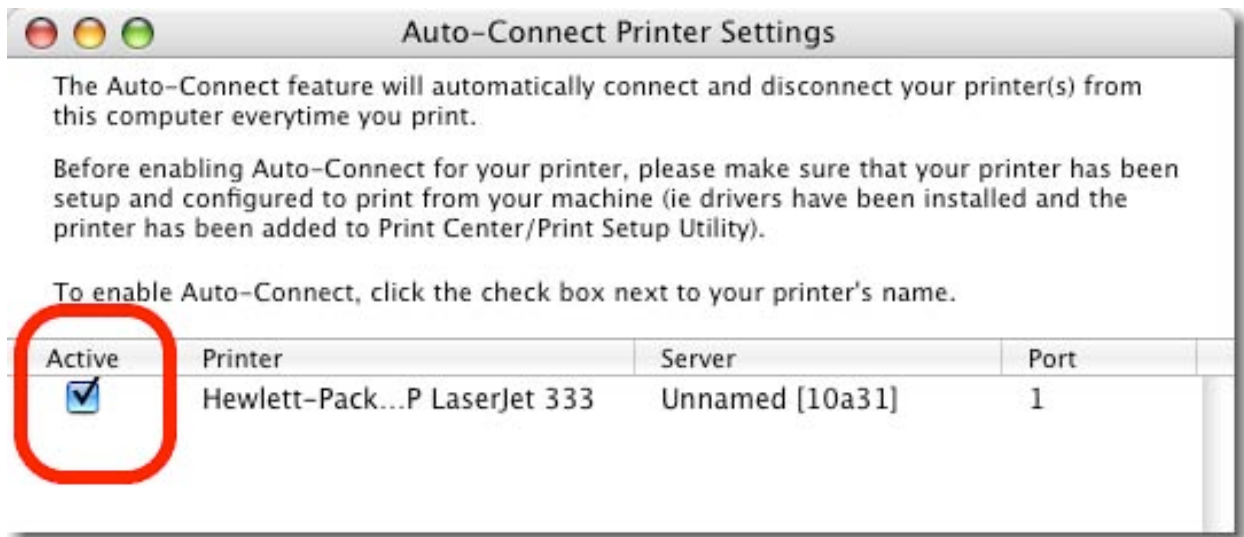 Auto-Connect Printer Settings
The Auto-Connect feature will automatically connect and disconnect your printer(s) from
this computer everytime you print.
Before enabling Auto-Connect for your printer, please make sure that your printer has been
setup and configured to print from your machine (ie drivers have been installed and the
printer has been added to Print Center/Print Setup Utility).
To enable Auto-Connect, click the check box next to your printer's name.
Active Printer Server Port
Hewlett-Pack...P LaserJet 333 Unnamed [10a31] 1